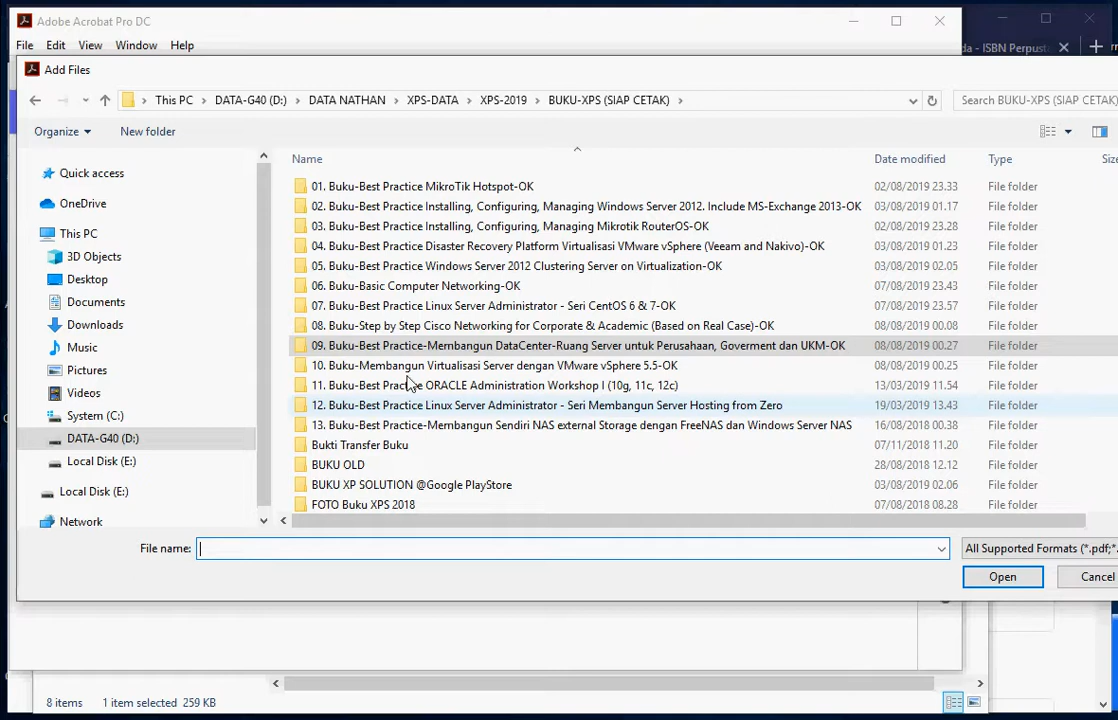 Adobe Acrobat Pro DC
File Edit View Window Help
da - ISBN Perpust
Add Files
This PC > DATA-G40 (D:) > DATA NATHAN > XPS-DATA > XPS-2019 > BUKU-XPS (SIAP CETAK) >
Search BUKU-XPS (SIAP CETAK)
Organize New folder
Name Date modified Type
Quick access
OneDrive
This PC
3D Objects
Desktop
Documents
Downloads
Music
Pictures
Videos
System (C:)
DATA-G40 (D:)
Local Disk (E:)
Local Disk (E:)
Network
01. Buku-Best Practice MikroTik Hotspot-OK 02/08/2019 23.33 File folder
02. Buku-Best Practice Installing, Configuring, Managing Windows Server 2012. Include MS-Exchange 2013-OK 03/08/2019 01.17 File folder
03. Buku-Best Practice Installing, Configuring, Managing Mikrotik RouterOS-OK 02/08/2019 23.28 File folder
04. Buku-Best Practice Disaster Recovery Platform Virtualisasi VMware vSphere (Veeam and Nakivo)-OK 03/08/2019 01.23 File folder
05. Buku-Best Practice Windows Server 2012 Clustering Server on Virtualization-OK 03/08/2019 02.05 File folder
06. Buku-Basic Computer Networking-OK 07/08/2019 23.43 File folder
07. Buku-Best Practice Linux Server Administrator - Seri CentOS 6 & 7-OK 07/08/2019 23.57 File folder
08. Buku-Step by Step Cisco Networking for Corporate & Academic (Based on Real Case)-OK 08/08/2019 00.08 File folder
09. Buku-Best Practice-Membangun DataCenter-Ruang Server untuk Perusahaan, Goverment dan UKM-OK 08/08/2019 00.27 File folder
10. Buku-Membangun Virtualisasi Server dengan VMware vSphere 5.5-OK 08/08/2019 00.25 File folder
11. Buku-Best Practice ORACLE Administration Workshop I (10g, 11c, 12c) 13/03/2019 11.54 File folder
12. Buku-Best Practice Linux Server Administrator - Seri Membangun Server Hosting from Zero 19/03/2019 13.43 File folder
13. Buku-Best Practice-Membangun Sendiri NAS external Storage dengan FreeNAS dan Windows Server NAS 16/08/2018 00.38 File folder
Bukti Transfer Buku 07/11/2018 11.20 File folder
BUKU OLD 28/08/2018 12.12 File folder
BUKU XP SOLUTION @Google PlayStore 03/08/2019 02.06 File folder
FOTO Buku XPS 2018 07/08/2018 08.28 File folder
File name:
All Supported Formats (*.pdf;*.
Open Cancel
8 items 1 item selected 259 KB